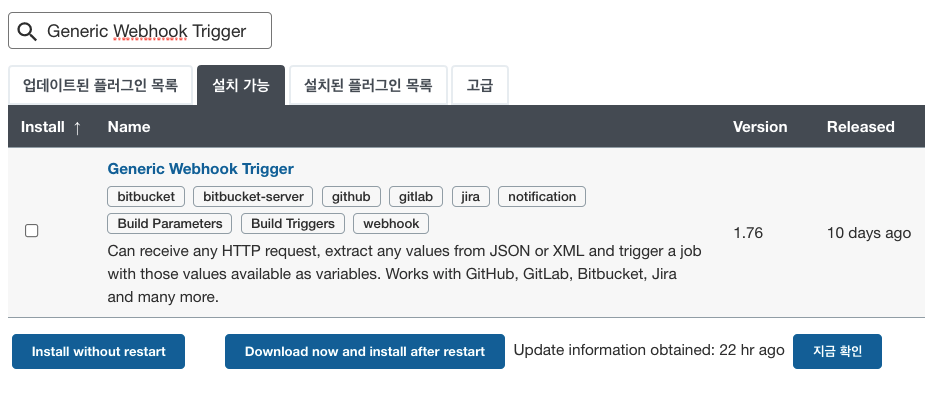 Generic Webhook Trigger
업데이트된 플러그인 목록 설치 가능 설치된 플러그인 목록 고급
Install ↑ Name Version Released
Generic Webhook Trigger
bitbucket bitbucket-server github gitlab jira notification
Build Parameters Build Triggers webhook
Can receive any HTTP request, extract any values from JSON or XML and trigger a job
with those values available as variables. Works with GitHub, GitLab, Bitbucket, Jira
and many more.
1.76 10 days ago
Install without restart Download now and install after restart Update information obtained: 22 hr ago 지금 확인